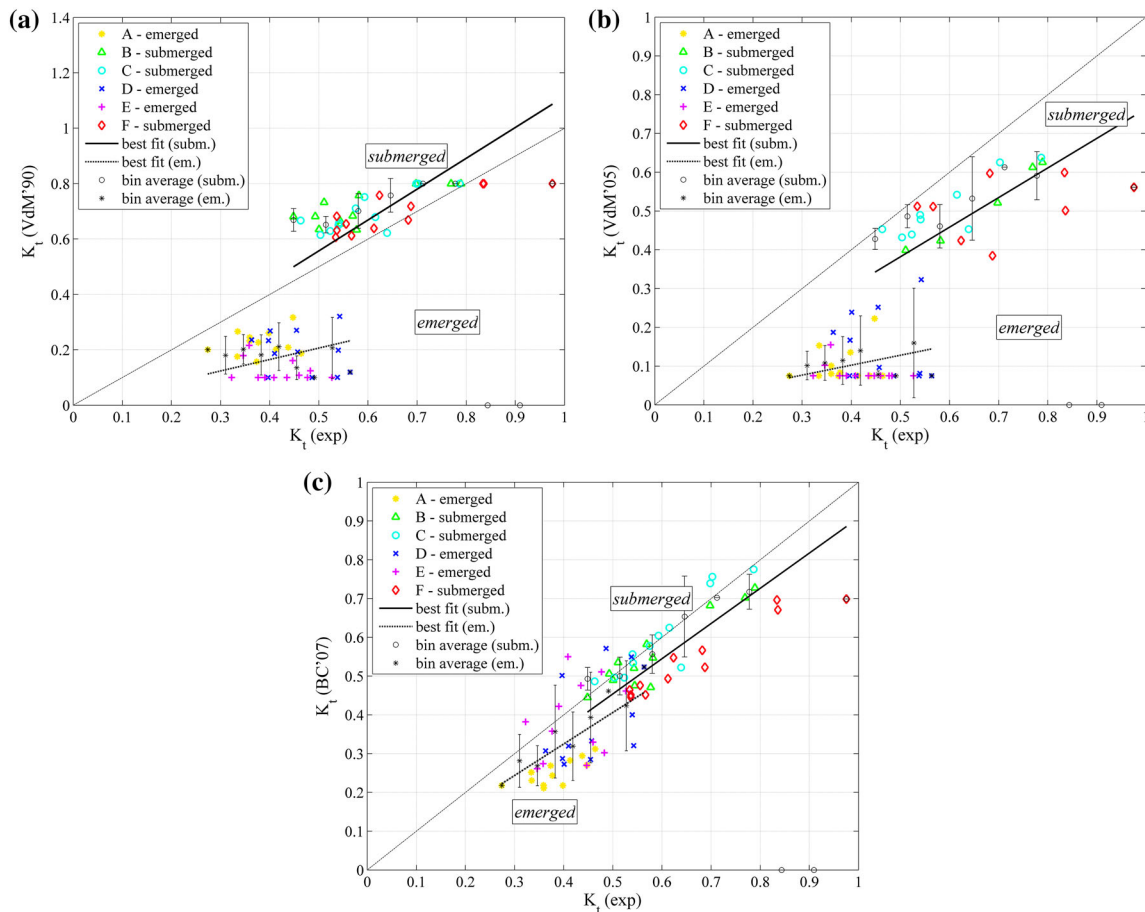 (a)
1.4
1.2
1
0.8
0.6
0.4
0.2
0
K_t (VdM'90)
A - emerged
B - submerged
C - submerged
D - emerged
E - emerged
F - submerged
best fit (subm.)
best fit (em.)
bin average (subm.)
bin average (em.)
submerged
emerged
0 0.1 0.2 0.3 0.4 0.5 0.6 0.7 0.8 0.9 1
K_t (exp)
(b)
1
0.9
0.8
0.7
0.6
0.5
0.4
0.3
0.2
0.1
0
K_t (VdM'05)
A - emerged
B - submerged
C - submerged
D - emerged
E - emerged
F - submerged
best fit (subm.)
best fit (em.)
bin average (subm.)
bin average (em.)
submerged
emerged
0 0.1 0.2 0.3 0.4 0.5 0.6 0.7 0.8 0.9 1
K_t (exp)
(c)
1
0.9
0.8
0.7
0.6
0.5
0.4
0.3
0.2
0.1
0
K_t (BC'07)
A - emerged
B - submerged
C - submerged
D - emerged
E - emerged
F - submerged
best fit (subm.)
best fit (em.)
bin average (subm.)
bin average (em.)
submerged
emerged
0 0.1 0.2 0.3 0.4 0.5 0.6 0.7 0.8 0.9 1
K_t (exp)